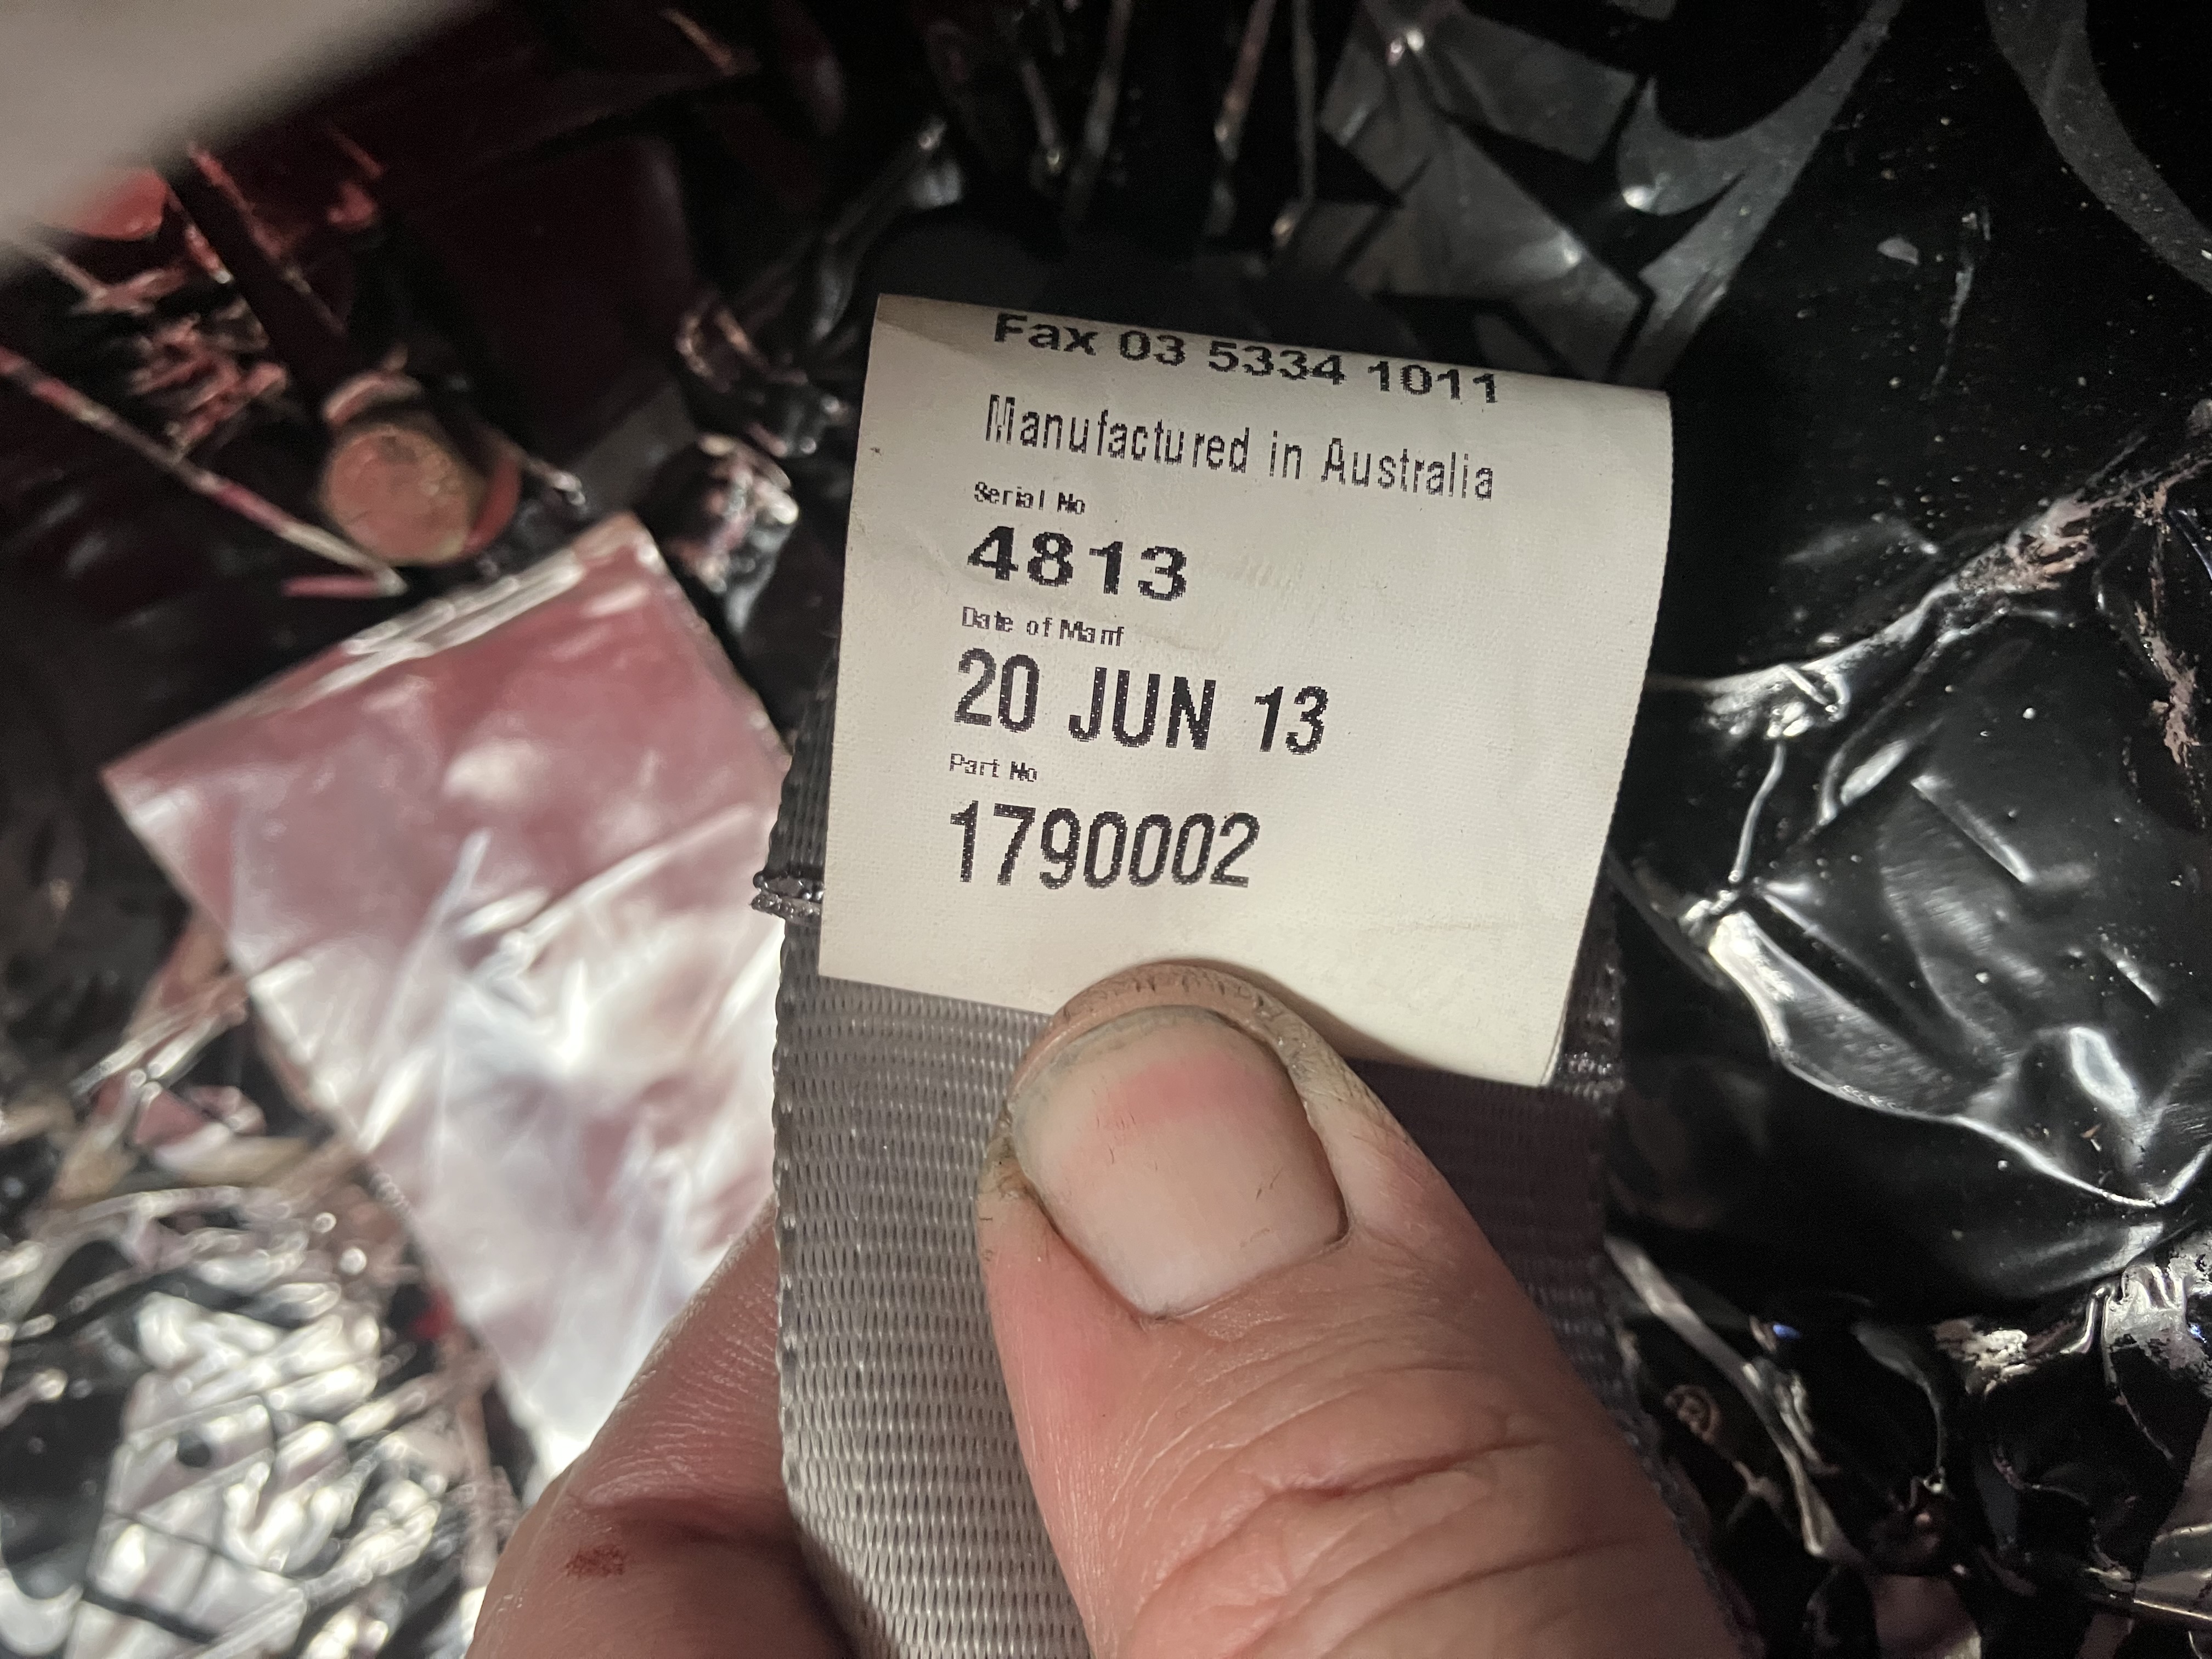 Fax 03 5334 1011
Manufactured in Australia
Serial No
4813
Date of Manf
20 JUN 13
Part No
1790002